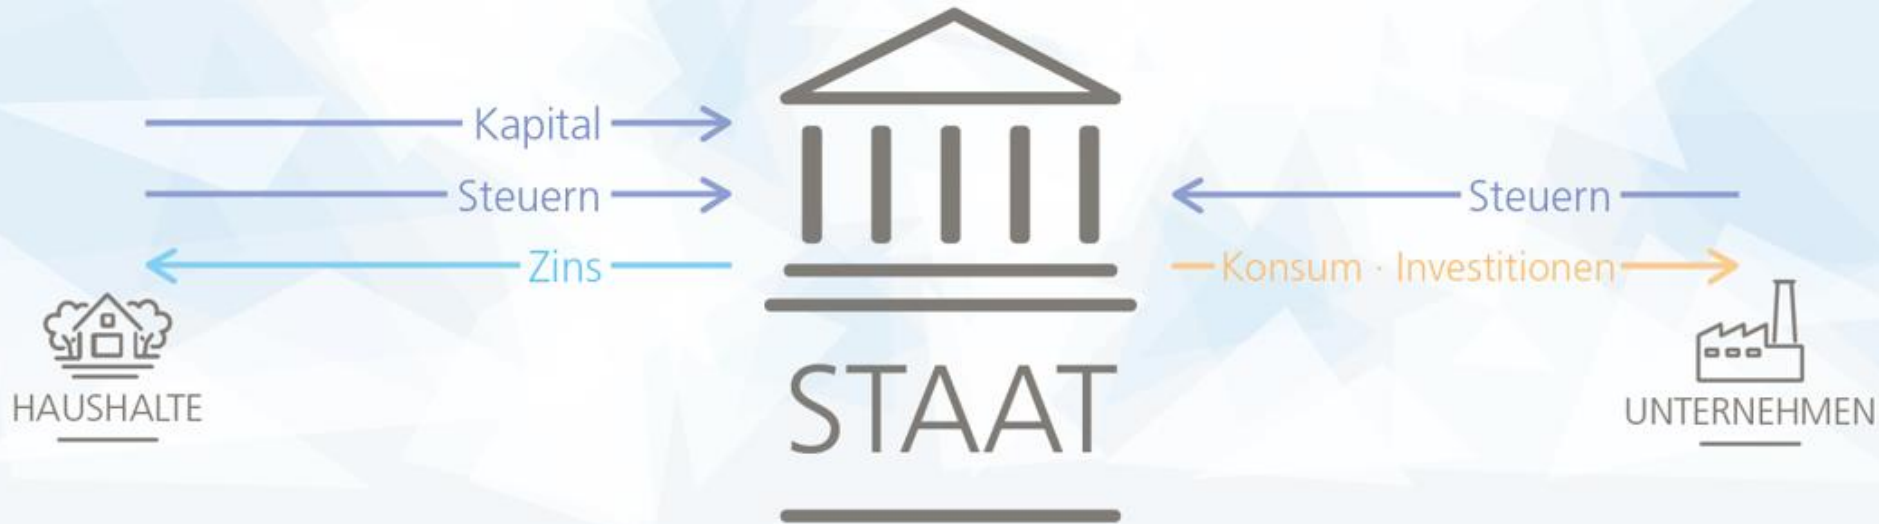 Kapital
Steuern
Steuern
Zins
Konsum · Investitionen
HAUSHALTE
UNTERNEHMEN
STAAT